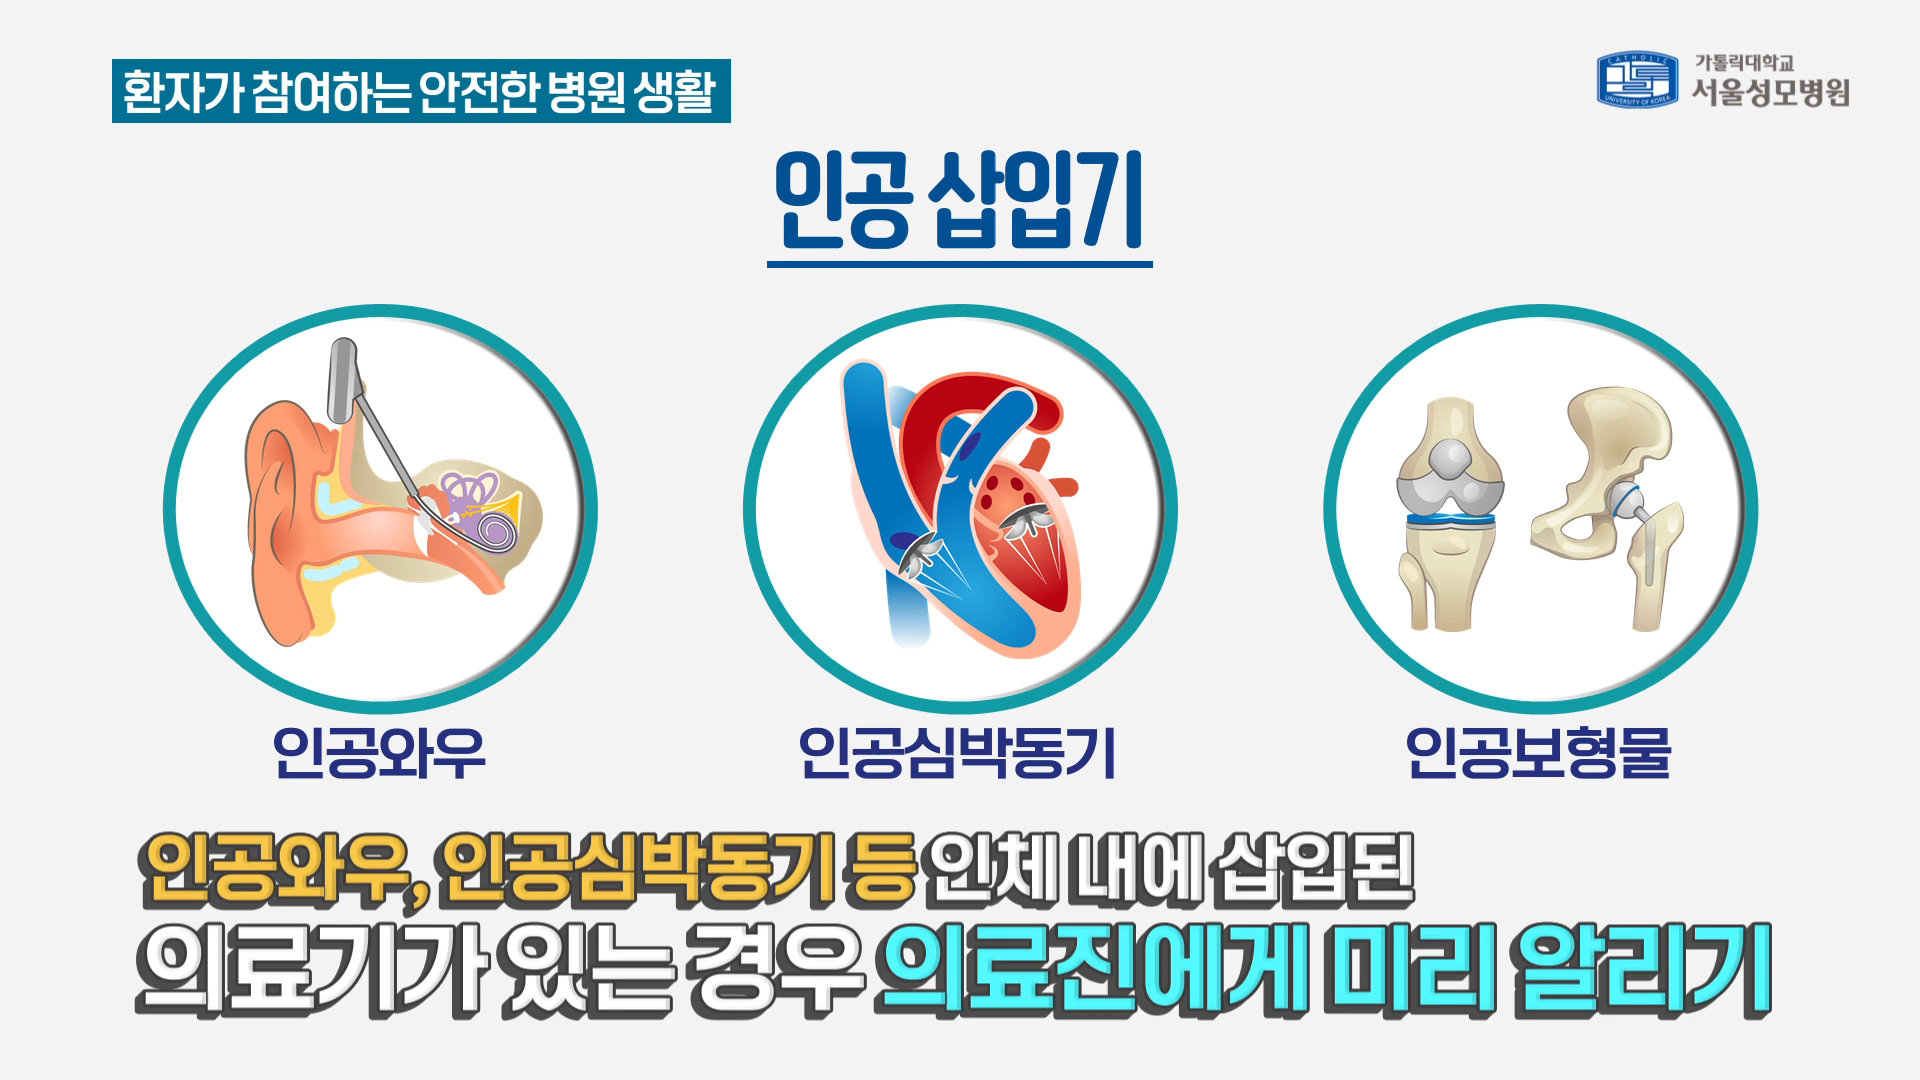 환자가 참여하는 안전한 병원 생활
CATHOLIC
UNIVERSITY OF KOREA
가톨릭대학교
서울성모병원
인공 삽입기
인공와우
인공심박동기
인공보형물
인공와우, 인공심박동기 등 인체 내에 삽입된
의료기가 있는 경우 의료진에게 미리 알리기